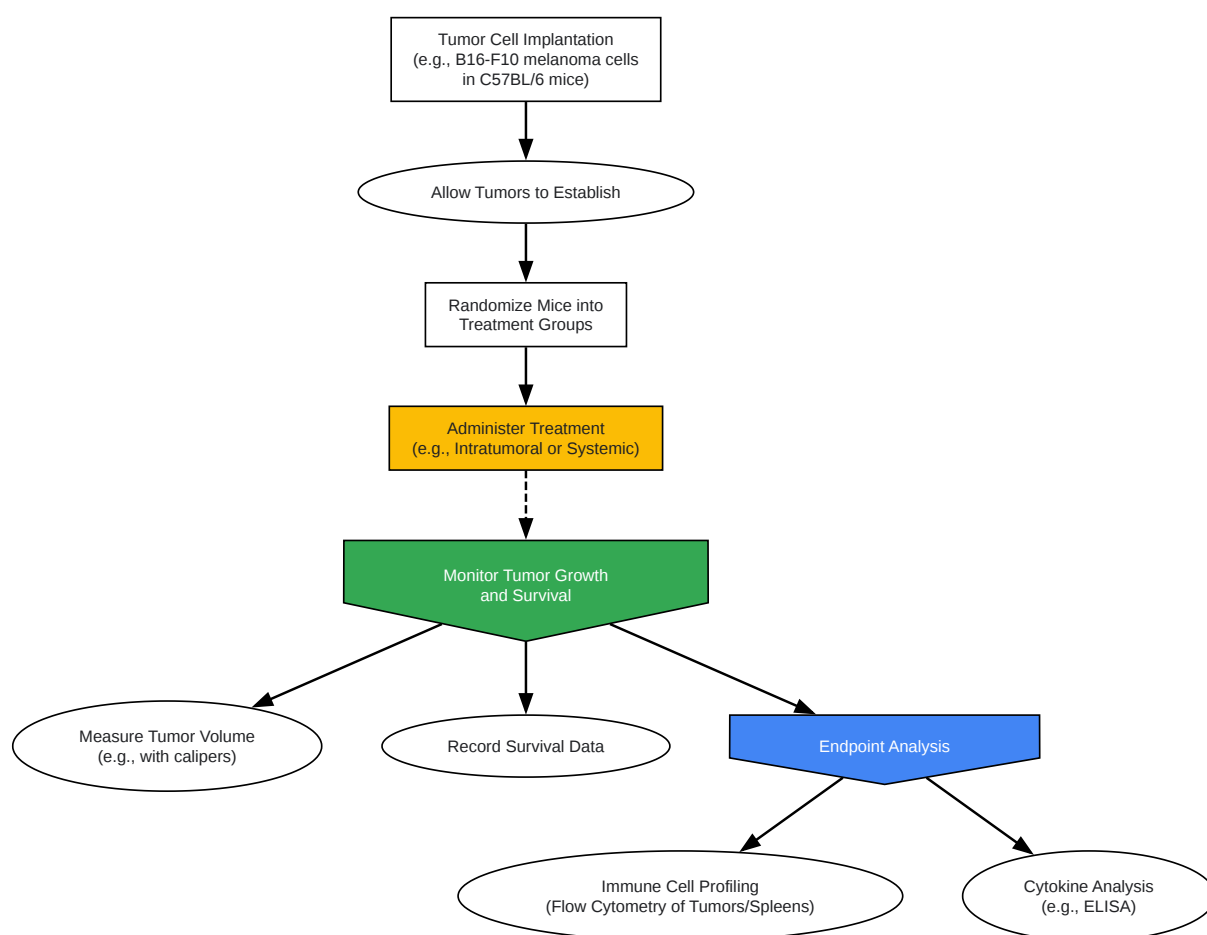 Tumor Cell Implantation
(e.g., B16-F10 melanoma cells
in C57BL/6 mice)
Allow Tumors to Establish
Randomize Mice into
Treatment Groups
Administer Treatment
(e.g., Intratumoral or Systemic)
Monitor Tumor Growth
and Survival
Measure Tumor Volume
(e.g., with calipers)
Record Survival Data
Endpoint Analysis
Immune Cell Profiling
(Flow Cytometry of Tumors/Spleens)
Cytokine Analysis
(e.g., ELISA)